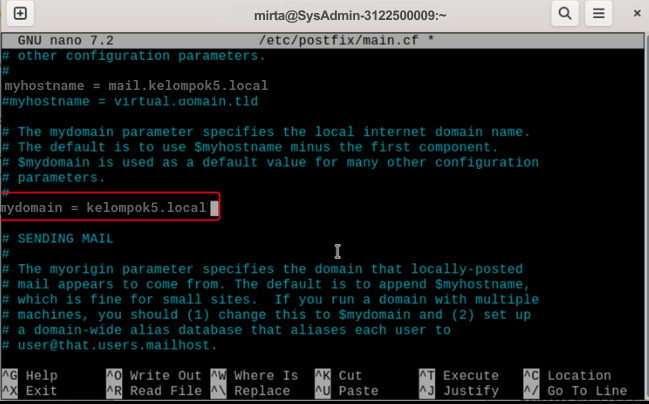 mirta@SysAdmin-3122500009:~
GNU nano 7.2 /etc/postfix/main.cf *
# other configuration parameters.
#
myhostname = mail.kelompok5.local
#myhostname = virtual.domain.tld
# The mydomain parameter specifies the local internet domain name.
# The default is to use $myhostname minus the first component.
# $mydomain is used as a default value for many other configuration
# parameters.
#
mydomain = kelompok5.local
# SENDING MAIL
#
# The myorigin parameter specifies the domain that locally-posted
# mail appears to come from. The default is to append $myhostname,
# which is fine for small sites.  If you run a domain with multiple
# machines, you should (1) change this to $mydomain and (2) set up
# a domain-wide alias database that aliases each user to
# user@that.users.mailhost.
^G Help ^O Write Out ^W Where Is ^K Cut ^T Execute ^C Location
^X Exit ^R Read File ^\ Replace ^U Paste ^J Justify ^/ Go To Line